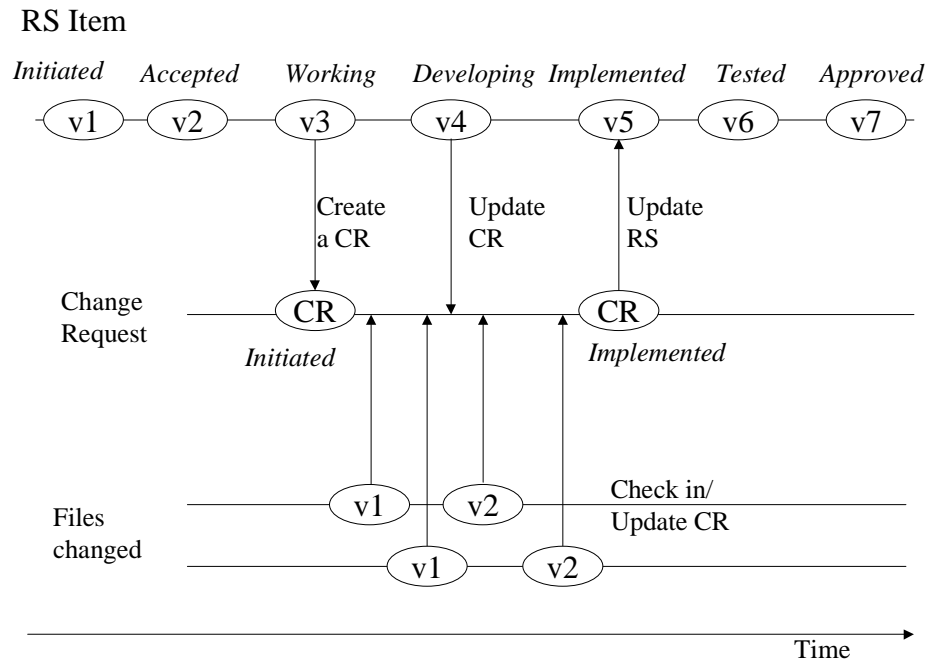 RS Item
Initiated Accepted Working Developing Implemented Tested Approved
v1 v2 v3 v4 v5 v6 v7
Create Update Update
a CR CR RS
Change
Request
CR CR
Initiated Implemented
Files
changed
v1 v2
Check in/
Update CR
v1 v2
Time